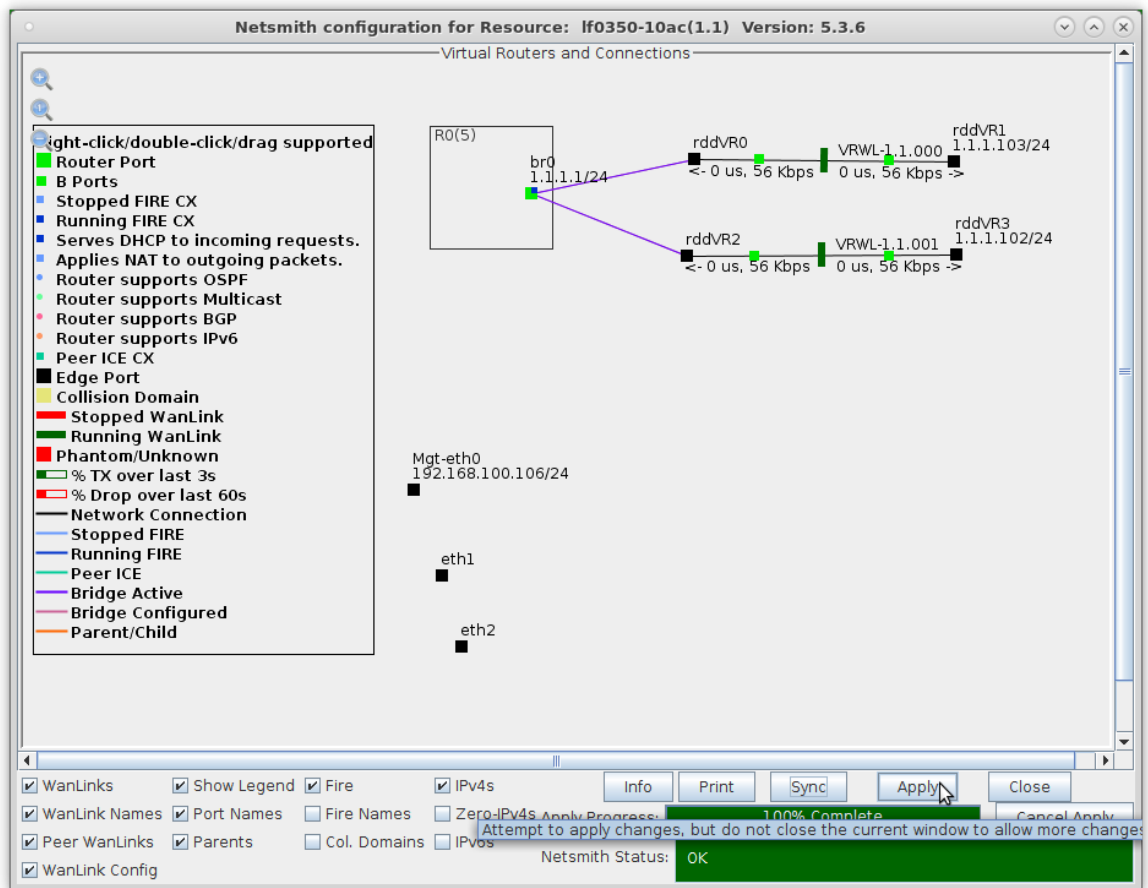 Netsmith configuration for Resource: lf0350-10ac(1.1) Version: 5.3.6
Virtual Routers and Connections
ight-click/double-click/drag supported
Router Port
B Ports
Stopped FIRE CX
Running FIRE CX
Serves DHCP to incoming requests.
Applies NAT to outgoing packets.
Router supports OSPF
Router supports Multicast
Router supports BGP
Router supports IPv6
Peer ICE CX
Edge Port
Collision Domain
Stopped WanLink
Running WanLink
Phantom/Unknown
% TX over last 3s
% Drop over last 60s
Network Connection
Stopped FIRE
Running FIRE
Peer ICE
Bridge Active
Bridge Configured
Parent/Child
R0(5)
br0
1.1.1.1/24
rddVR0
VRWL-1.1.000
<- 0 us, 56 Kbps
0 us, 56 Kbps ->
rddVR1
1.1.1.103/24
rddVR2
VRWL-1.1.001
<- 0 us, 56 Kbps
0 us, 56 Kbps ->
rddVR3
1.1.1.102/24
Mgt-eth0
192.168.100.106/24
eth1
eth2
WanLinks Show Legend Fire IPv4s Info Print Sync Apply Close
WanLink Names Port Names Fire Names Zero-IPv4s Apply Progress: 100% Complete Cancel Apply
Attempt to apply changes, but do not close the current window to allow more changes
Peer WanLinks Parents Col. Domains IPv6s
Netsmith Status: OK
WanLink Config